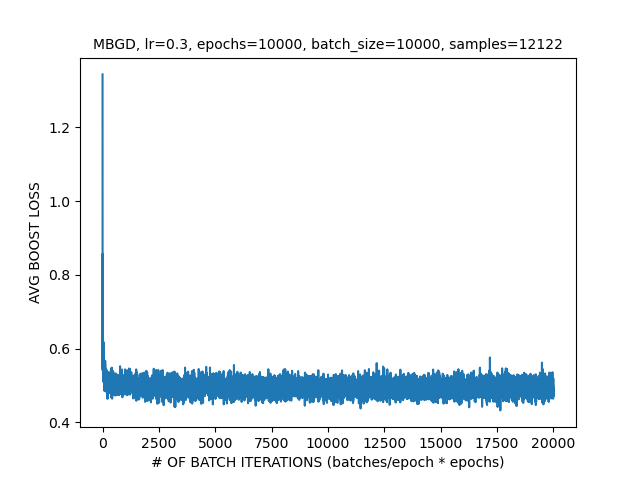 MBGD, lr=0.3, epochs=10000, batch_size=10000, samples=12122
AVG BOOST LOSS
1.2
1.0
0.8
0.6
0.4
0 2500 5000 7500 10000 12500 15000 17500 20000
# OF BATCH ITERATIONS (batches/epoch * epochs)